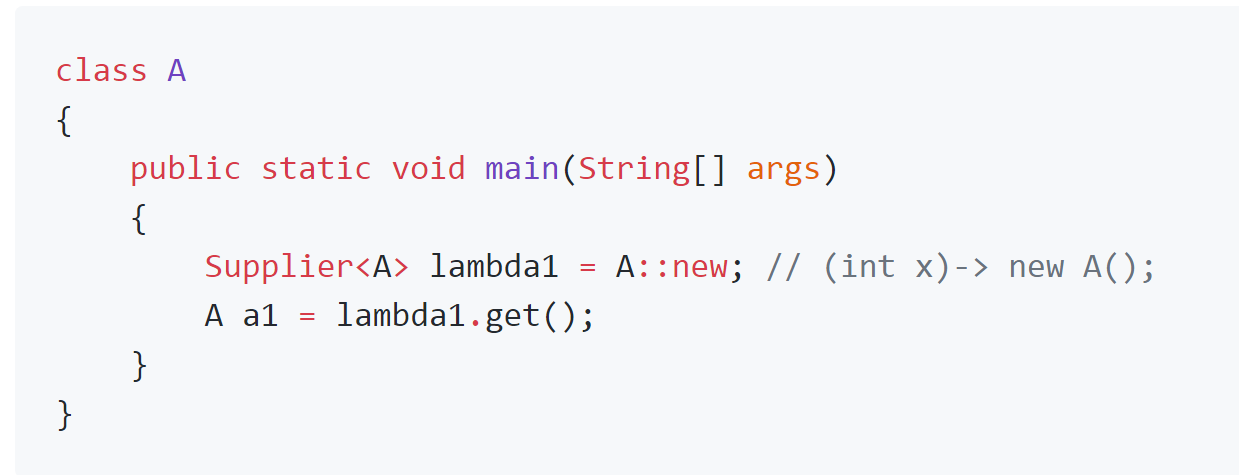 class A
{
    public static void main(String[] args)
    {
        Supplier<A> lambda1 = A::new; // (int x)-> new A();
        A a1 = lambda1.get();
    }
}